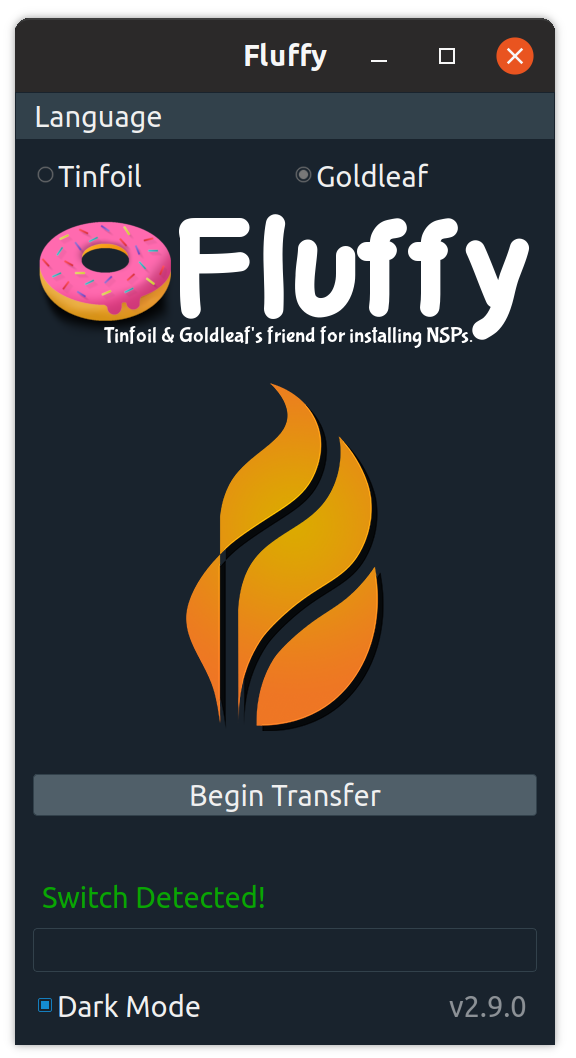 Fluffy
Language
Tinfoil
Goldleaf
Fluffy
Tinfoil & Goldleaf's friend for installing NSPs.
Begin Transfer
Switch Detected!
Dark Mode
v2.9.0